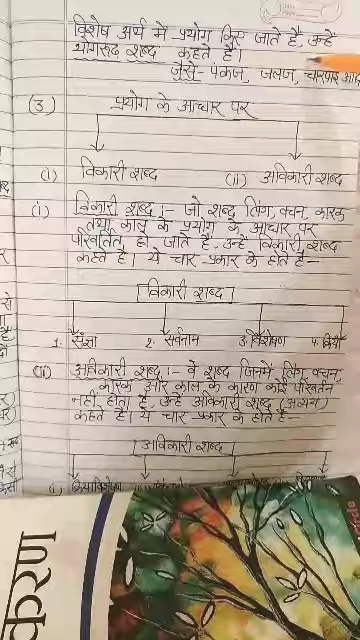 विशेष अर्थ में प्रयोग किए जाते हैं, उन्हें
योगरूढ़ शब्द कहते हैं।
जैसे- पंकज, जलज, चारपाई आदि
(3) प्रयोग के आधार पर
(i) विकारी शब्द (ii) अविकारी शब्द
(i) विकारी शब्द :- जो शब्द लिंग, वचन, कारक
तथा काल के प्रयोग के आधार पर
परिवर्तित हो जाते हैं, उन्हें विकारी शब्द
कहते हैं। ये चार प्रकार के होते हैं--
विकारी शब्द
1. संज्ञा 2. सर्वनाम 3. विशेषण 4. क्रिया
(ii) अविकारी शब्द :- वे शब्द जिनमें लिंग वचन,
कारक और काल के कारण कोई परिवर्तन
नहीं होता है, उन्हें अविकारी शब्द (अव्यय)
कहते हैं। ये चार प्रकार के होते हैं--
अविकारी शब्द
(i) क्रियाविशेषण
करण